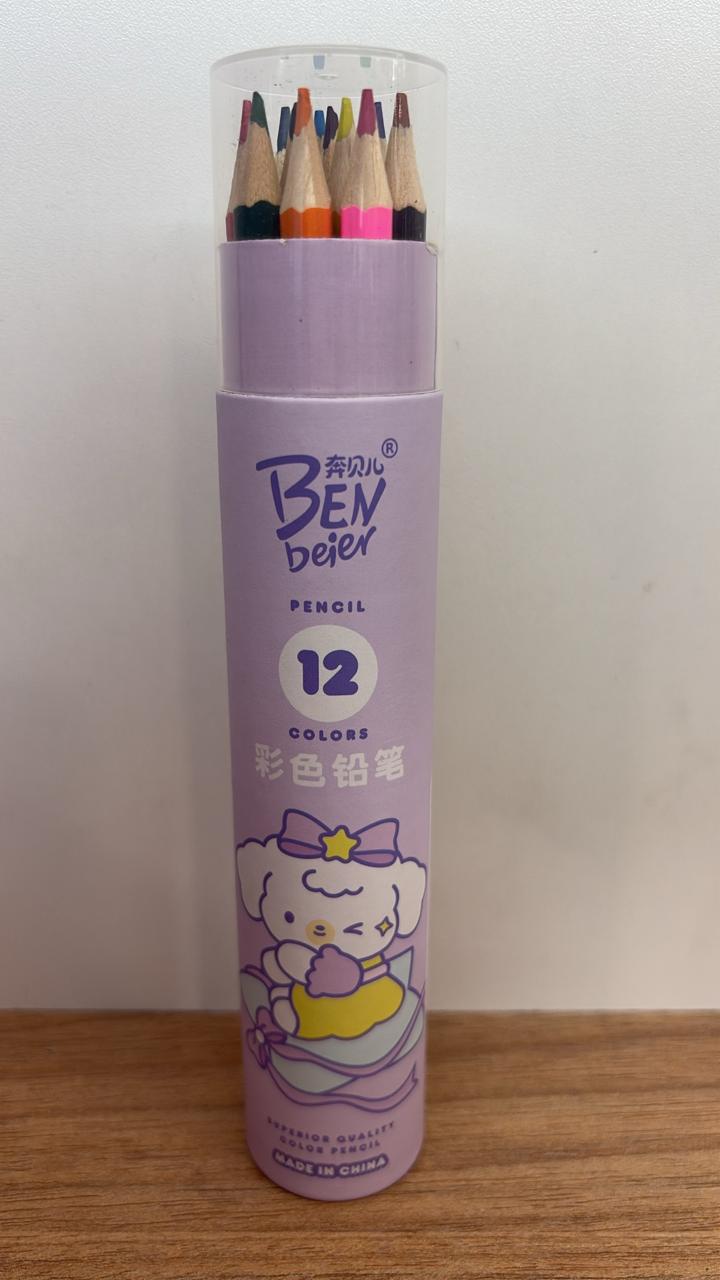 奔贝儿®
BEN
beier
PENCIL
12
COLORS
彩色铅笔
SUPERIOR QUALITY
COLOR PENCIL
MADE IN CHINA